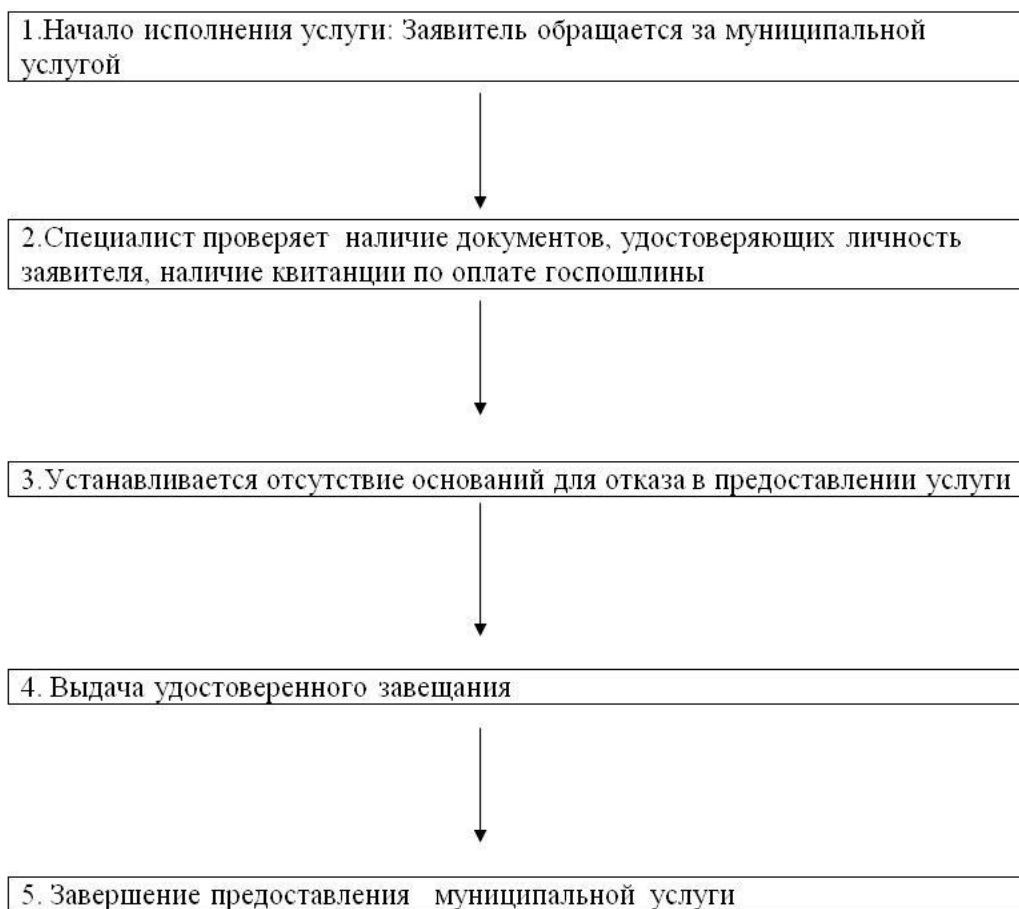 1.Начало исполнения услуги: Заявитель обращается за муниципальной
услугой
2.Специалист проверяет наличие документов, удостоверяющих личность
заявителя, наличие квитанции по оплате госпошлины
3.Устанавливается отсутствие оснований для отказа в предоставлении услуги
4. Выдача удостоверенного завещания
5. Завершение предоставления муниципальной услуги